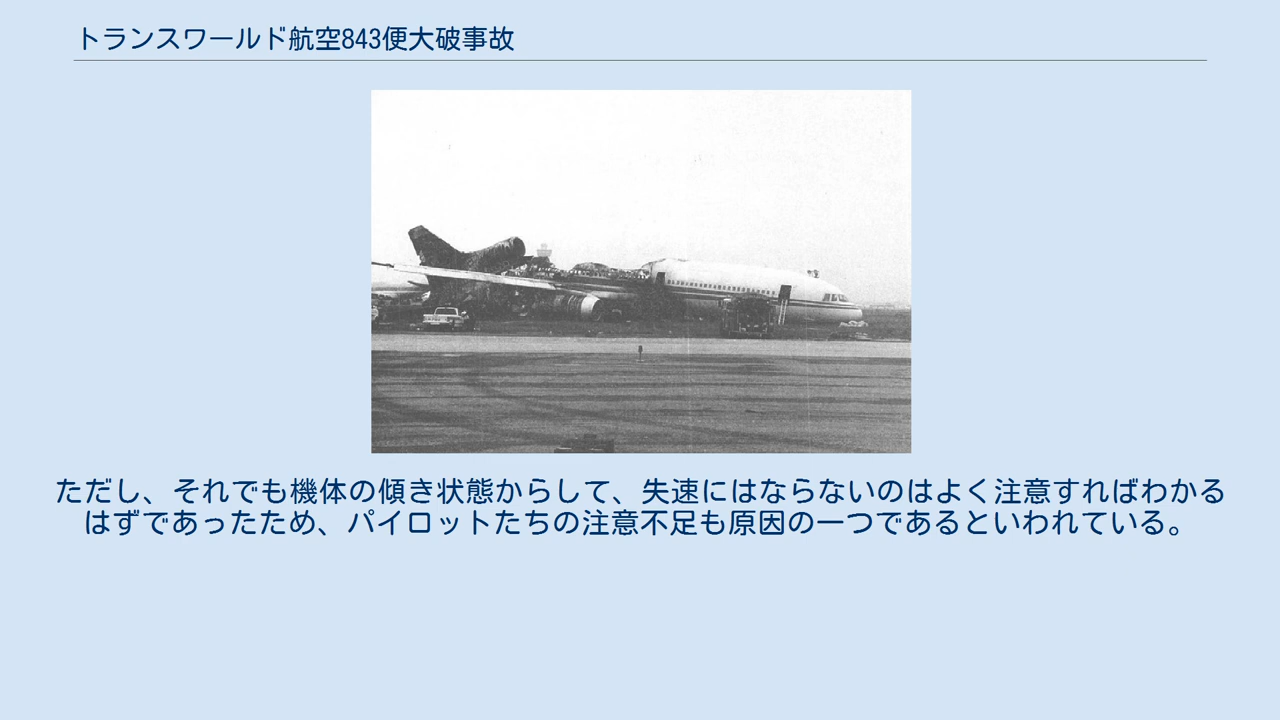 トランスワールド航空843便大破事故
ただし、それでも機体の傾き状態からして、失速にはならないのはよく注意すればわかる
はずであったため、パイロットたちの注意不足も原因の一つであるといわれている。